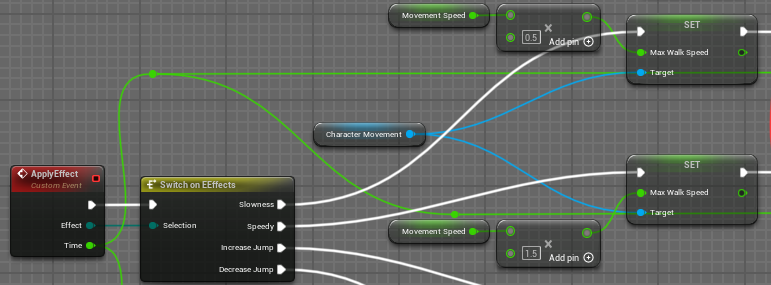 Movement Speed
0.5
×
Add pin
SET
Max Walk Speed
Target
Character Movement
ApplyEffect
Custom Event
Effect
Time
Switch on EEffects
Selection
Slowness
Speedy
Increase Jump
Decrease Jump
SET
Max Walk Speed
Target
Movement Speed
1.5
×
Add pin